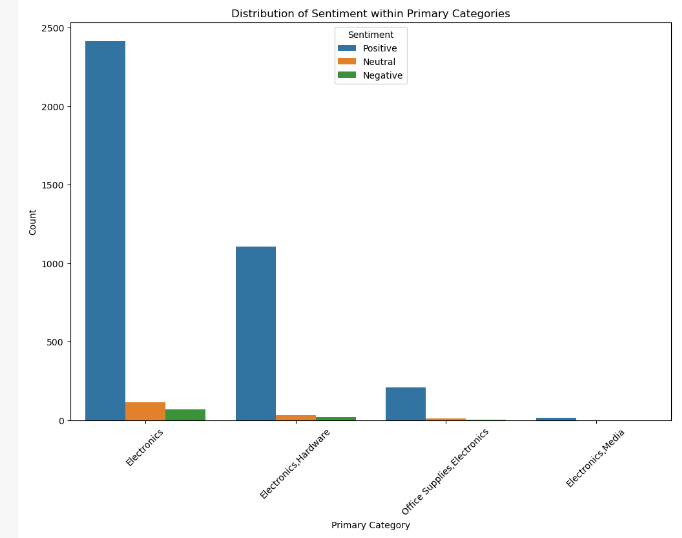 Distribution of Sentiment within Primary Categories
Sentiment
Positive
Neutral
Negative
2500
2000
1500
1000
500
0
Count
Electronics
Electronics,Hardware
Office Supplies,Electronics
Electronics,Media
Primary Category